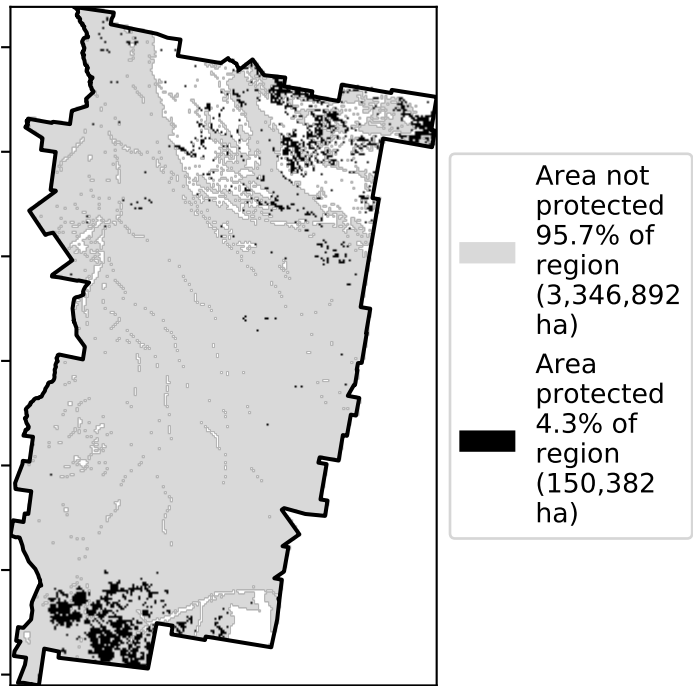 Area not
protected
95.7% of
region
(3,346,892
ha)
Area
protected
4.3% of
region
(150,382
ha)